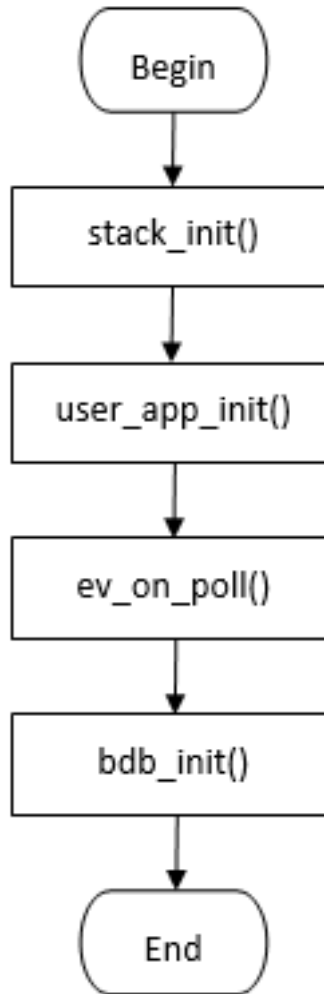 Begin
stack_init()
user_app_init()
ev_on_poll()
bdb_init()
End